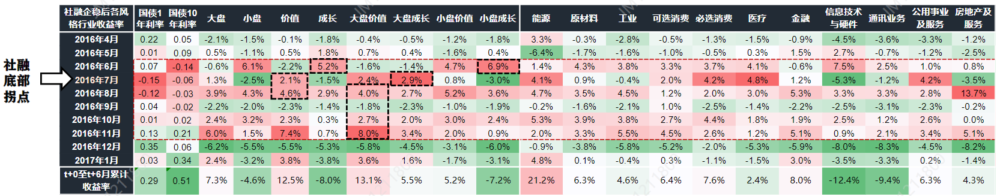 社融企稳后各风格行业收益率 国债1年利率 国债10年利率 大盘 小盘 价值 成长 大盘价值 大盘成长 小盘价值 小盘成长 能源 原材料 工业 可选消费 必选消费 医疗 金融 信息技术与硬件 通讯业务 公用事业及服务 房地产及服务
2016年4月 0.22 0.05 -2.1% -1.5% -0.1% -1.8% -0.4% -0.5% -1.2% -1.8% 3.3% -0.3% -2.8% -0.5% -1.3% -1.5% -0.9% -4.5% -3.6% -3.3% -1.2%
2016年5月 0.01 0.09 0.5% -1.1% 0.5% 1.8% 0.7% 0.4% -1.6% 0.4% -6.4% -1.7% -1.6% -1.0% -0.5% 0.3% 1.5% 2.7% -0.7% -1.2% -2.5%
2016年6月 0.07 -0.14 -0.6% 6.1% -2.2% 5.2% -1.6% -1.4% 4.7% 6.9% 1.4% 4.3% 3.8% 3.3% 3.7% 4.1% -0.6% 7.5% 2.5% 1.0% 0.8%
社融底部拐点
2016年7月 -0.15 -0.06 1.3% -2.5% 2.1% -1.5% 2.4% 2.9% 0.8% -3.0% 4.1% 0.9% -0.4% 2.0% 4.2% 4.8% 1.2% -5.3% -1.2% 4.2% -3.5%
2016年8月 -0.12 -0.03 3.9% 4.3% 4.6% 2.9% 4.0% 2.7% 5.2% 3.6% 4.7% 3.5% 4.5% 1.2% 2.0% 3.0% 5.3% 3.3% 3.3% 2.8% 13.7%
2016年9月 0.04 -0.02 -2.2% -2.0% -2.3% -1.4% -1.8% -2.3% -1.0% -1.9% -0.2% -1.6% -2.1% 1.0% -2.5% -1.4% -2.2% -2.5% -3.1% -2.3% -0.2%
2016年10月 0.01 0.02 2.4% 3.2% 2.3% 0.3% 2.7% 2.0% 3.0% 2.4% 5.3% 3.9% 3.8% 2.7% 4.4% 1.8% 1.9% 2.5% 1.2% 2.6% 0.0%
2016年11月 0.13 0.21 6.0% 1.5% 7.4% 0.7% 8.0% 3.4% 2.0% 0.9% 2.0% 3.3% 5.5% 4.5% 2.6% 1.2% 5.1% 0.9% 2.1% 3.4% 5.1%
2016年12月 0.35 0.06 -6.2% -5.5% -5.5% -5.3% -5.8% -4.5% -3.1% -6.0% -0.9% -3.8% -5.8% -5.2% -2.0% -5.3% -5.9% -8.0% -8.3% -4.5% -8.2%
2017年1月 0.03 0.34 2.4% -3.2% 3.8% -3.8% 3.6% 1.6% -1.7% -3.1% 4.8% 0.1% -0.4% 0.3% -1.1% -1.5% 3.0% -3.5% -3.3% 0.2% -1.4%
t+0至t+6月累计收益率 0.29 0.51 7.3% -4.6% 12.5% -8.0% 13.1% 5.5% 5.2% -7.2% 21.2% 6.3% 4.6% 6.4% 7.6% 2.4% 8.0% -12.4% -9.4% 6.3% 4.3%